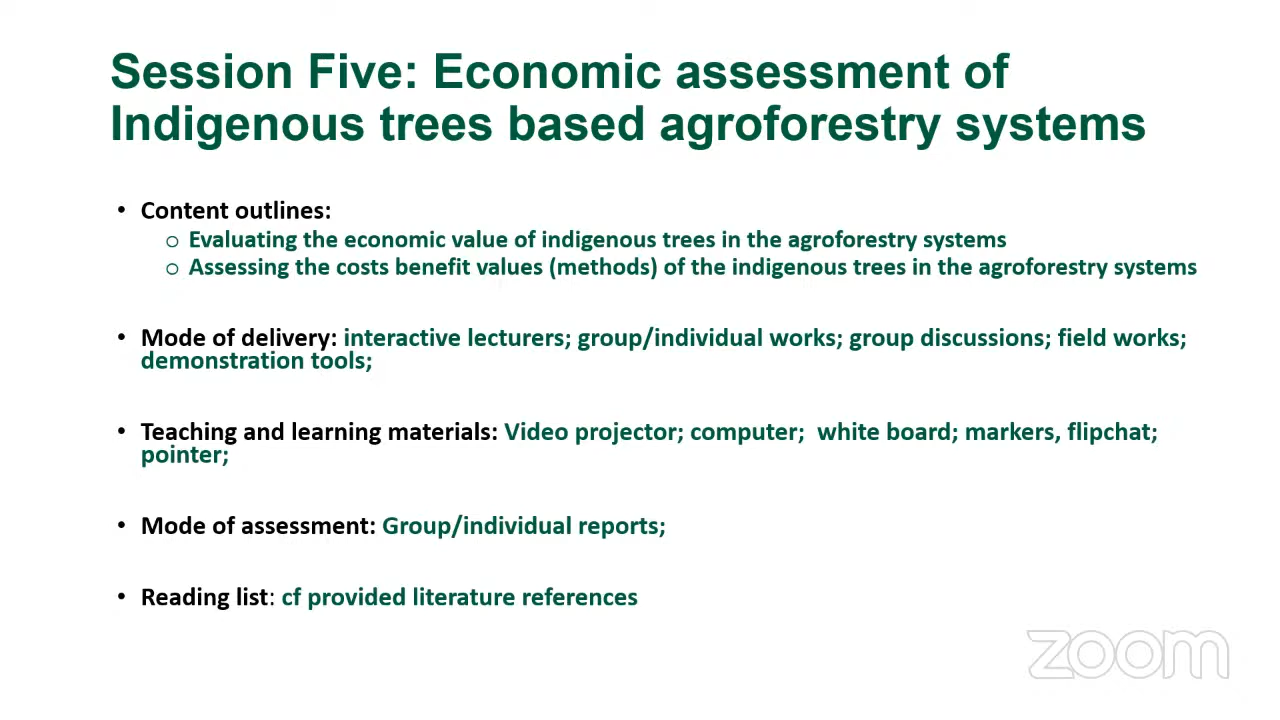 Session Five: Economic assessment of
Indigenous trees based agroforestry systems
• Content outlines:
o Evaluating the economic value of indigenous trees in the agroforestry systems
o Assessing the costs benefit values (methods) of the indigenous trees in the agroforestry systems
• Mode of delivery: interactive lecturers; group/individual works; group discussions; field works;
demonstration tools;
• Teaching and learning materials: Video projector; computer;  white board; markers, flipchat;
pointer;
• Mode of assessment: Group/individual reports;
• Reading list: cf provided literature references
zoom